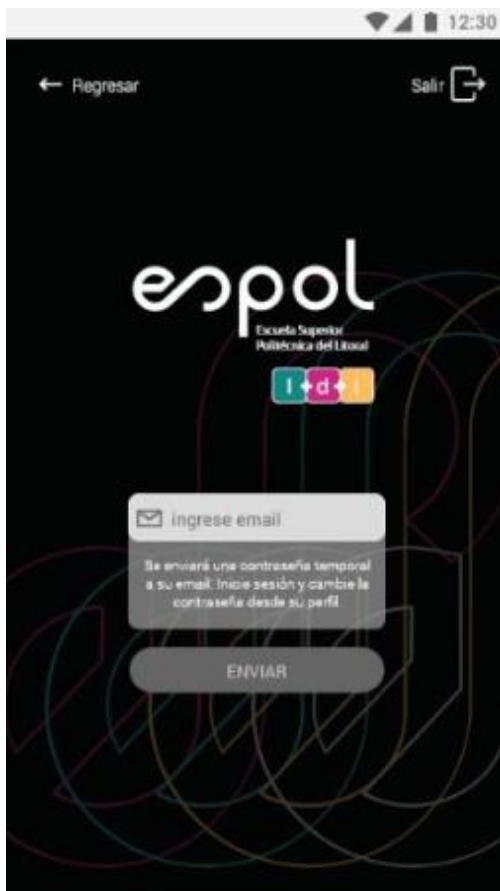 12:30
← Regresar
Salir
espol
Escuela Superior
Politécnica del Litoral
I+d+i
ingrese email
Se enviará una contraseña temporal
a su email. Inicie sesión y cambie la
contraseña desde su perfil.
ENVIAR